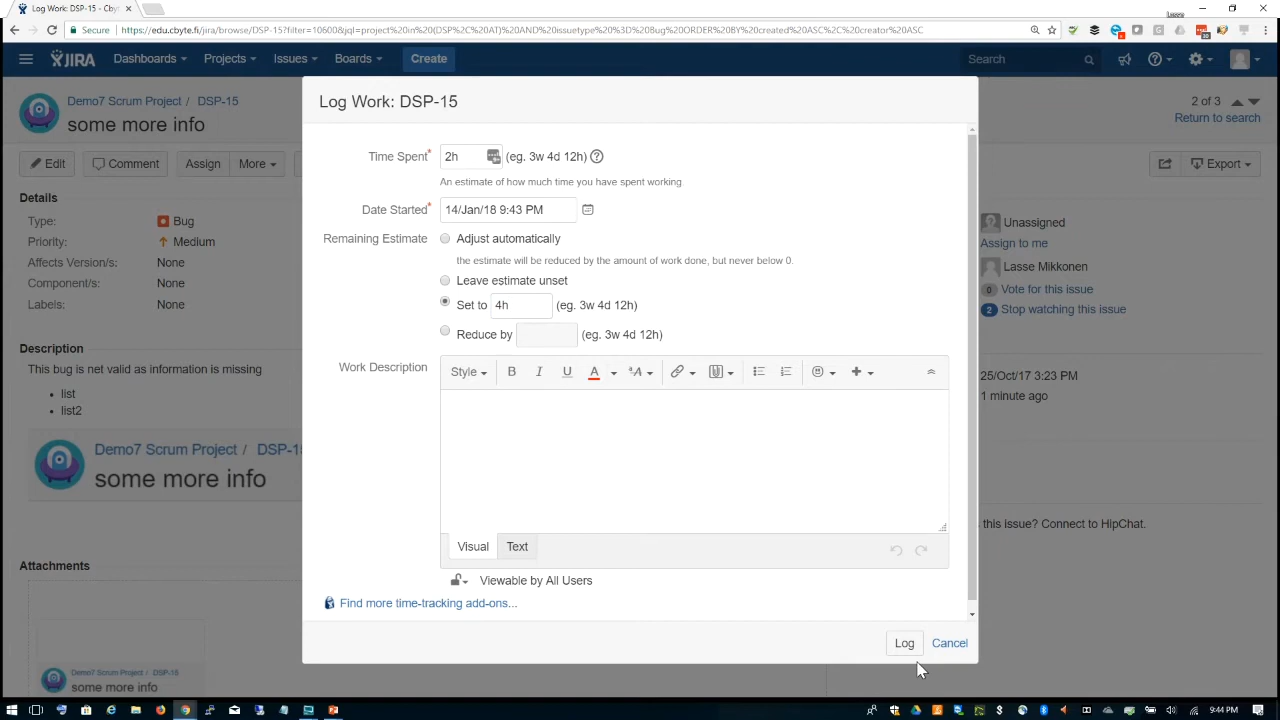 Log Work: DSP-15 - Cbyt
Secure
https://edu.cbyte.fi/jira/browse/DSP-15?filter=10600&jql=project%20in%20(DSP%2C%20AT)%20AND%20issuetype%20%3D%20Bug%20ORDER%20BY%20created%20ASC%2C%20creator%20ASC
JIRA
Dashboards
Projects
Issues
Boards
Create
Search
Demo7 Scrum Project / DSP-15
some more info
2 of 3
Return to search
Edit
Comment
Assign
More
Export
Details
Type: Bug
Priority: Medium
Affects Version/s: None
Component/s: None
Labels: None
Description
This bug is not valid as information is missing
list
list2
Demo7 Scrum Project / DSP-15
some more info
Attachments
Demo7 Scrum Project / DSP-15
some more info
Log Work: DSP-15
Time Spent* 2h (eg. 3w 4d 12h)
An estimate of how much time you have spent working.
Date Started* 14/Jan/18 9:43 PM
Remaining Estimate Adjust automatically
the estimate will be reduced by the amount of work done, but never below 0.
Leave estimate unset
Set to 4h (eg. 3w 4d 12h)
Reduce by (eg. 3w 4d 12h)
Work Description
Style B I U A
Visual Text
Viewable by All Users
Find more time-tracking add-ons...
Log Cancel
Unassigned
Assign to me
Lasse Mikkonen
0 Vote for this issue
2 Stop watching this issue
25/Oct/17 3:23 PM
1 minute ago
this issue? Connect to HipChat.
9:44 PM